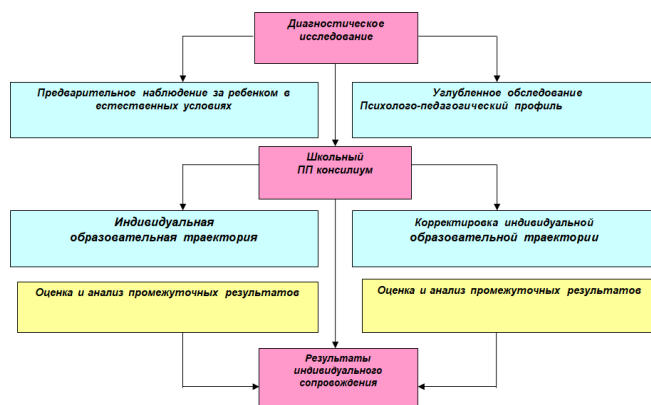 Диагностическое
исследование
Предварительное наблюдение за ребенком в
естественных условиях
Углубленное обследование
Психолого-педагогический профиль
Школьный
ПП консилиум
Индивидуальная
образовательная траектория
Корректировка индивидуальной
образовательной траектории
Оценка и анализ промежуточных результатов
Оценка и анализ промежуточных результатов
Результаты
индивидуального
сопровождения